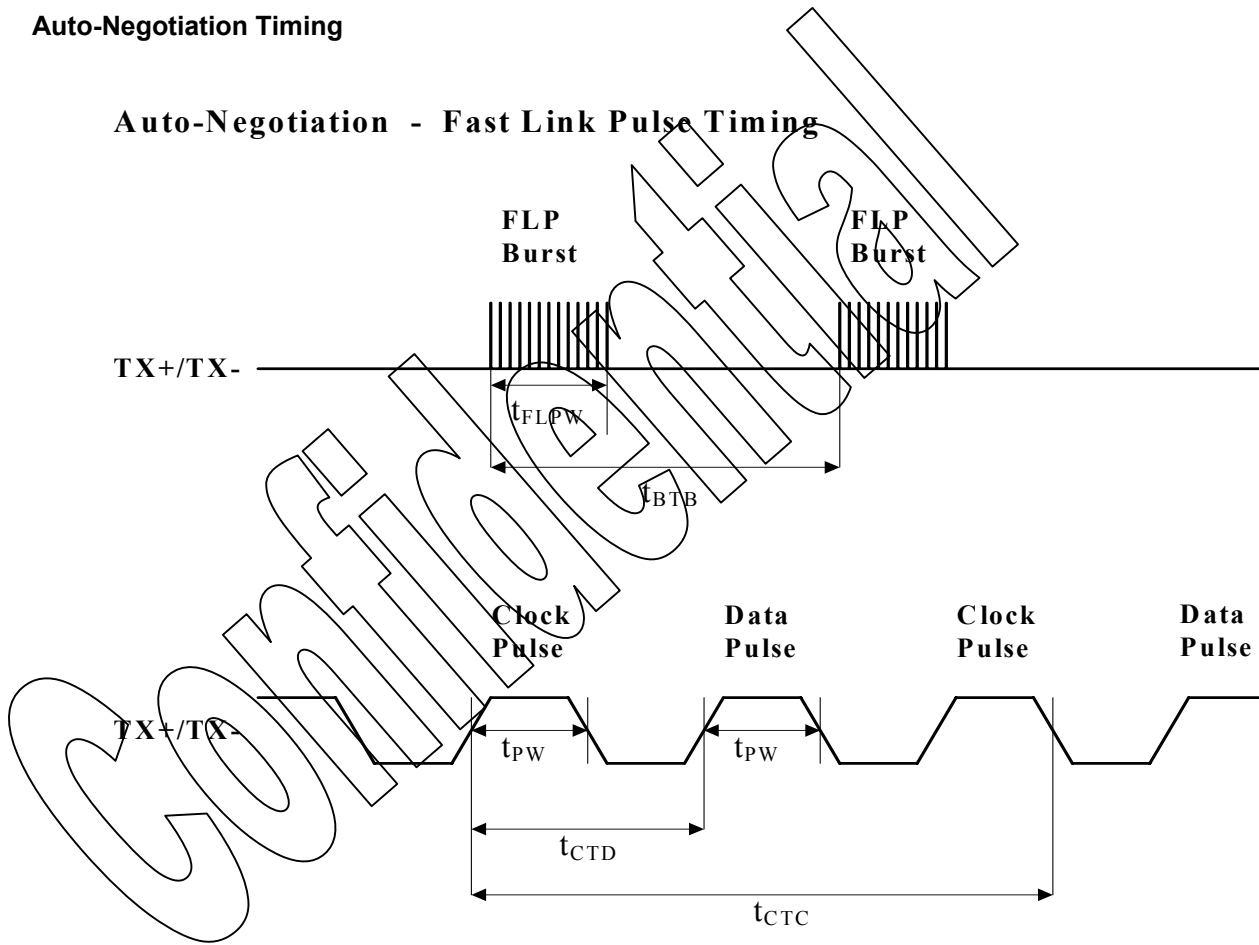 Auto-Negotiation Timing
Auto-Negotiation - Fast Link Pulse Timing
FLP
Burst
FLP
Burst
TX+/TX-
tFLPW
tBTB
Clock
Pulse
Data
Pulse
Clock
Pulse
Data
Pulse
TX+/TX-
tPW
tPW
tCTD
tCTC
Confidential